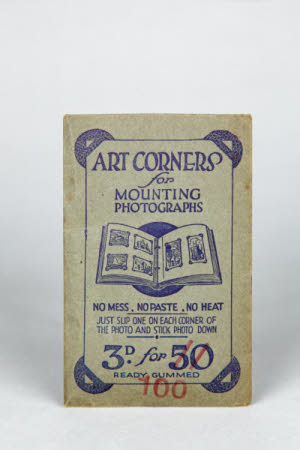 ART CORNERS
for
MOUNTING
PHOTOGRAPHS
NO MESS, NO PASTE, NO HEAT
JUST SLIP ONE ON EACH CORNER OF
THE PHOTO AND STICK PHOTO DOWN
3D. for 50
READY GUMMED
100